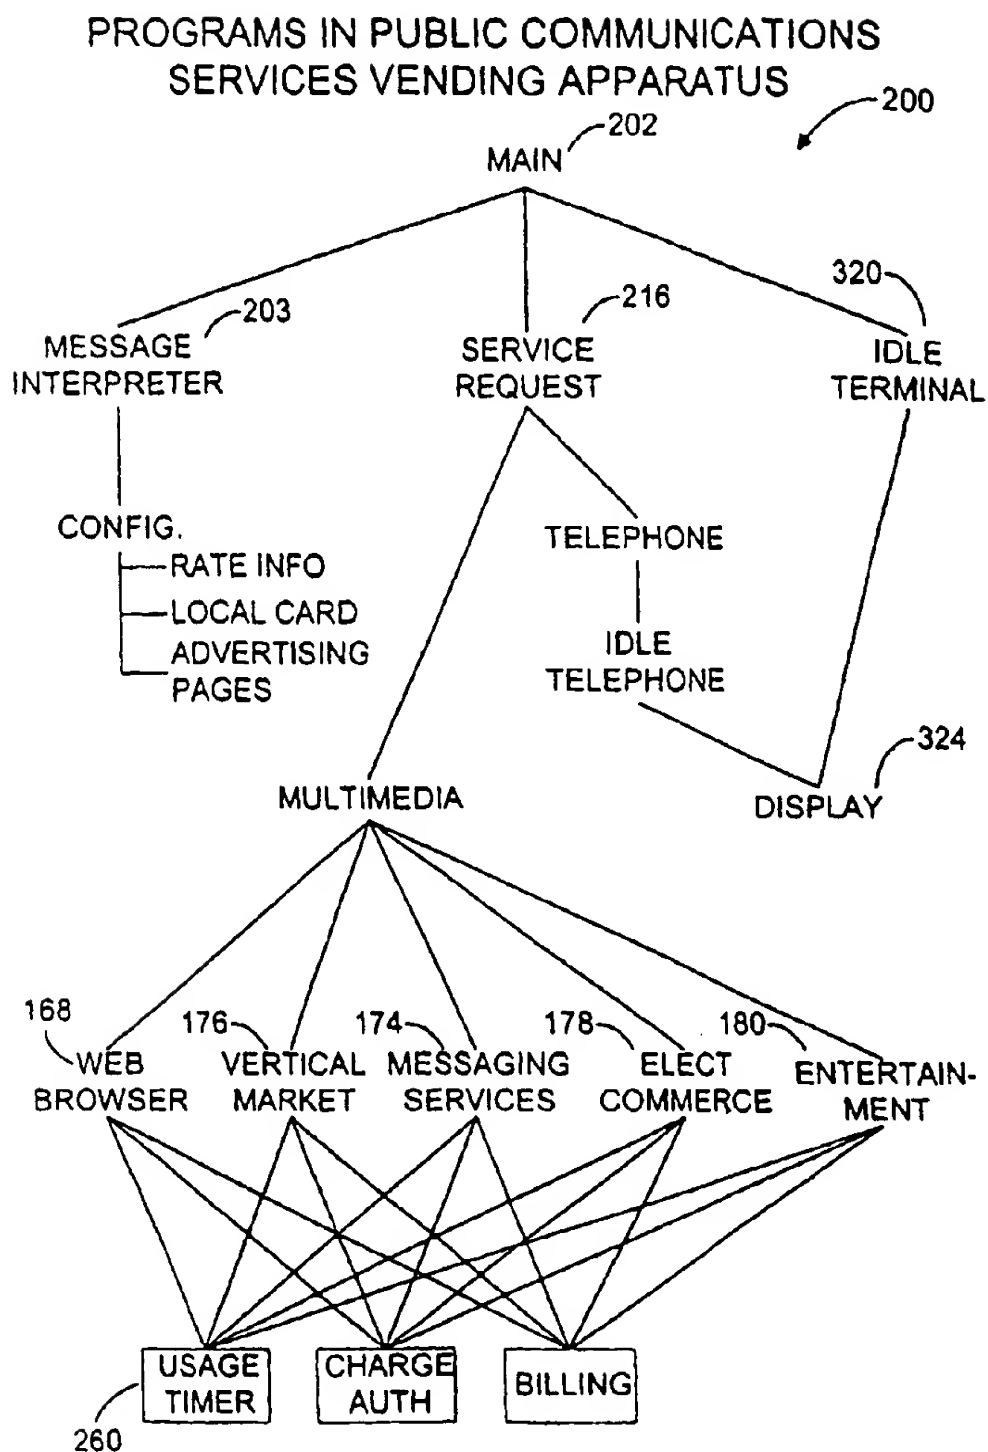 PROGRAMS IN PUBLIC COMMUNICATIONS
SERVICES VENDING APPARATUS
200
202
MAIN
320
216
203
MESSAGE
INTERPRETER
SERVICE
REQUEST
IDLE
TERMINAL
CONFIG.
RATE INFO
LOCAL CARD
ADVERTISING
PAGES
TELEPHONE
IDLE
TELEPHONE
324
MULTIMEDIA
DISPLAY
168
176
174
178
180
WEB
BROWSER
VERTICAL
MARKET
MESSAGING
SERVICES
ELECT
COMMERCE
ENTERTAIN-
MENT
USAGE
TIMER
CHARGE
AUTH
BILLING
260